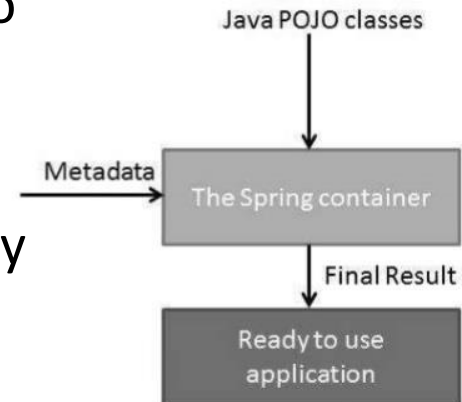 Java POJO classes
Metadata
The Spring container
y
Final Result
Ready to use
application